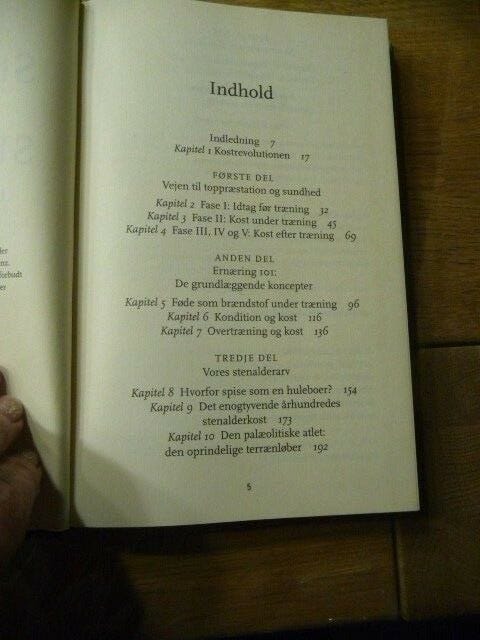 Indhold
Indledning 7
Kapitel 1 Kostrevolutionen 17
FØRSTE DEL
Vejen til toppræstation og sundhed
Kapitel 2 Fase I: Idtag før træning 32
Kapitel 3 Fase II: Kost under træning 45
Kapitel 4 Fase III, IV og V: Kost efter træning 69
ANDEN DEL
Ernæring 101:
De grundlæggende koncepter
Kapitel 5 Føde som brændstof under træning 96
Kapitel 6 Kondition og kost 116
Kapitel 7 Overtræning og kost 136
TREDJE DEL
Vores stenalderarv
Kapitel 8 Hvorfor spise som en huleboer? 154
Kapitel 9 Det enogtyvende århundredes
stenalderkost 173
Kapitel 10 Den palæolitiske atlet:
den oprindelige terrænløber 192
5